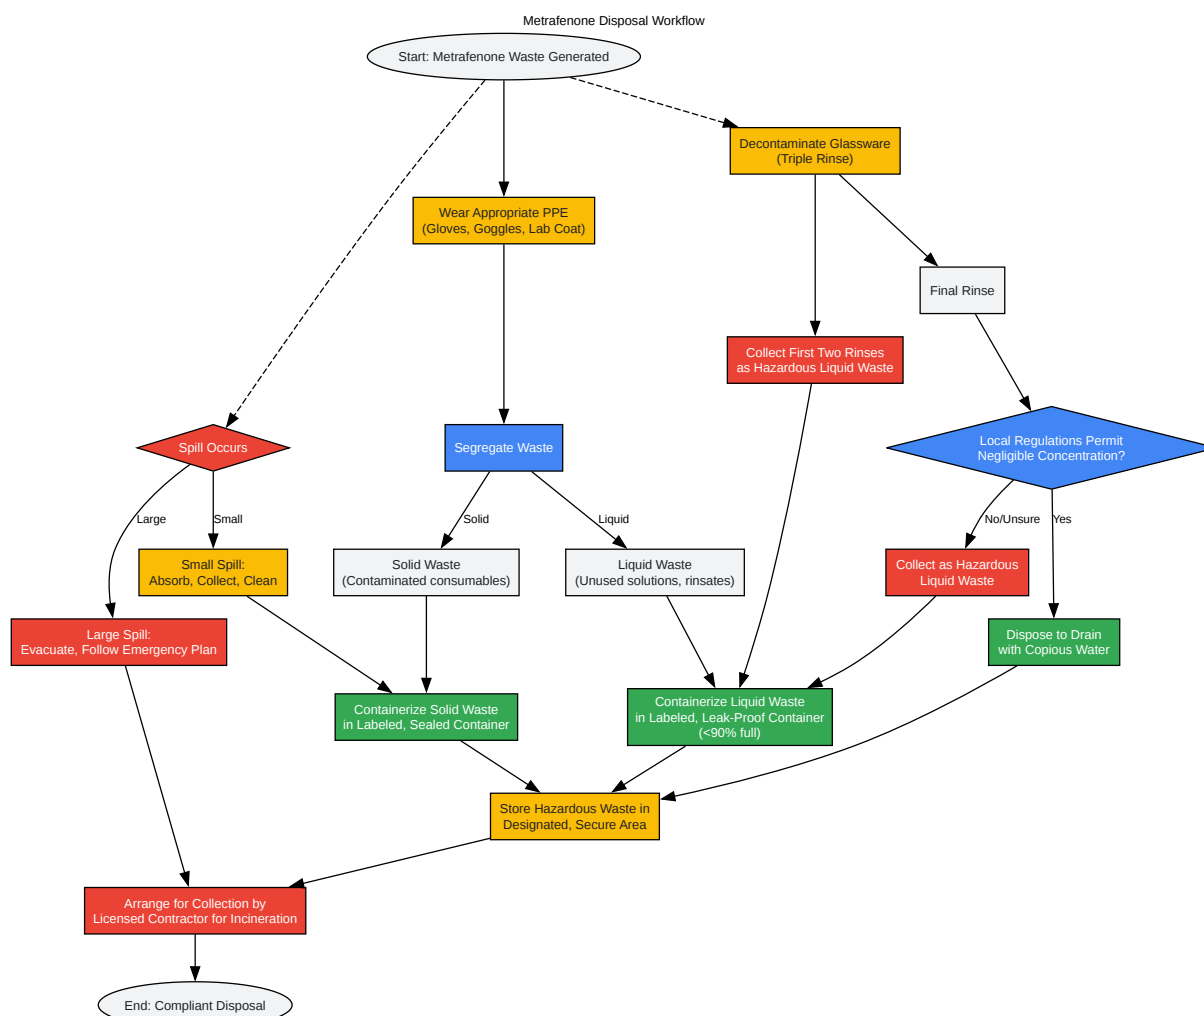 Metrafenone Disposal Workflow
Start: Metrafenone Waste Generated
Decontaminate Glassware
(Triple Rinse)
Wear Appropriate PPE
(Gloves, Goggles, Lab Coat)
Final Rinse
Collect First Two Rinses
as Hazardous Liquid Waste
Spill Occurs
Segregate Waste
Local Regulations Permit
Negligible Concentration?
Large
Small
Solid
Liquid
No/Unsure
Yes
Small Spill:
Absorb, Collect, Clean
Solid Waste
(Contaminated consumables)
Liquid Waste
(Unused solutions, rinsates)
Collect as Hazardous
Liquid Waste
Large Spill:
Evacuate, Follow Emergency Plan
Dispose to Drain
with Copious Water
Containerize Solid Waste
in Labeled, Sealed Container
Containerize Liquid Waste
in Labeled, Leak-Proof Container
(<90% full)
Store Hazardous Waste in
Designated, Secure Area
Arrange for Collection by
Licensed Contractor for Incineration
End: Compliant Disposal